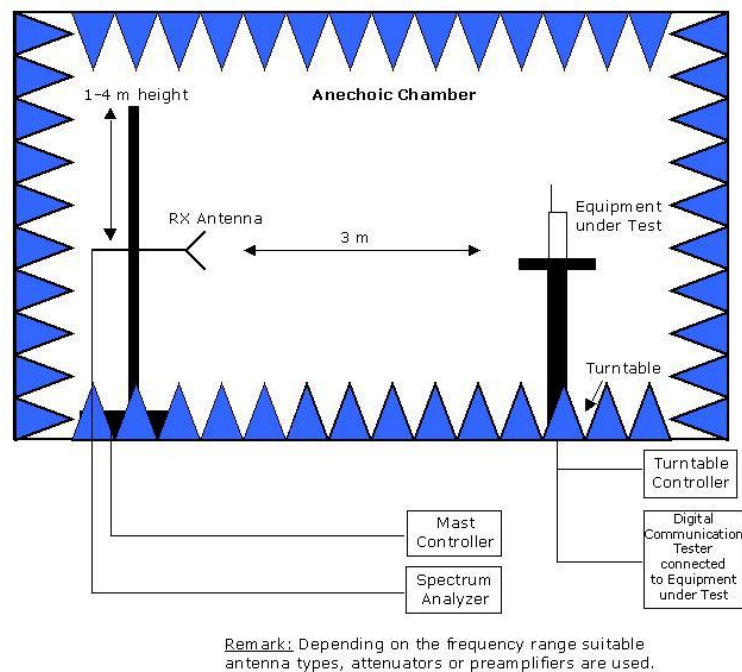 1-4 m height
Anechoic Chamber
RX Antenna
3 m
Equipment
under Test
Turntable
Turntable
Controller
Mast
Controller
Digital
Communication
Tester
connected
to Equipment
under Test
Spectrum
Analyzer
Remark: Depending on the frequency range suitable
antenna types, attenuators or preamplifiers are used.